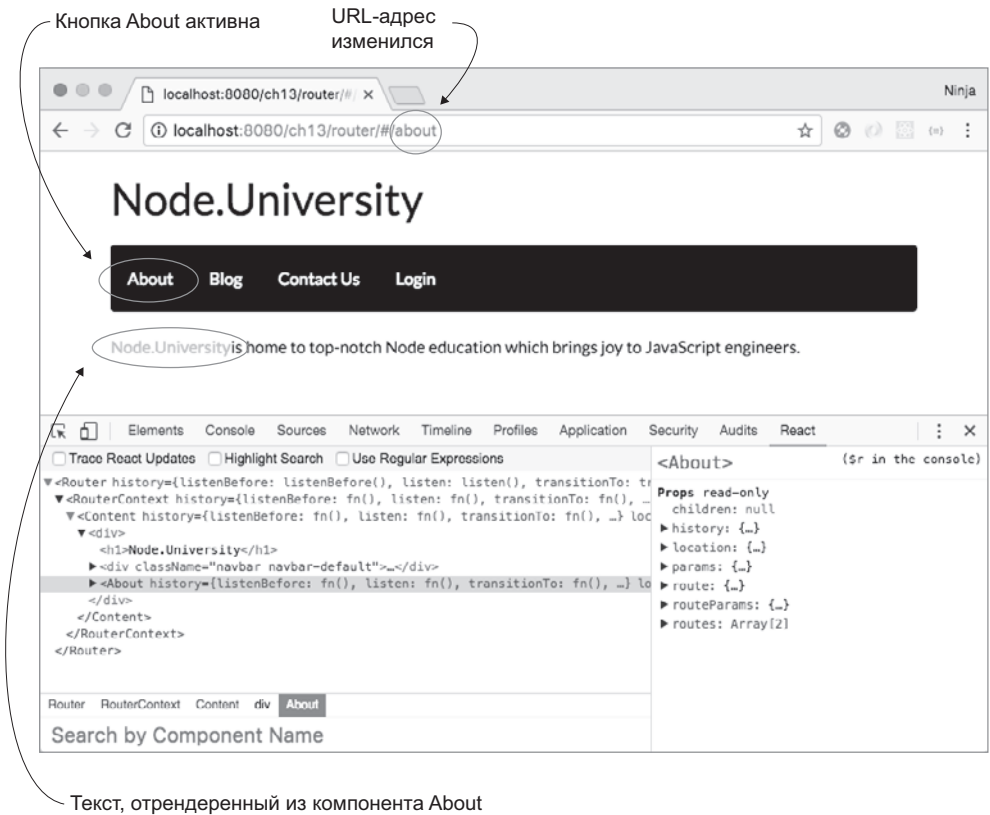 Кнопка About активна
URL-адрес
изменился
localhost:8080/ch13/router/#/
Ninja
localhost:8080/ch13/router/#/about
Node.University
About Blog Contact Us Login
Node.University is home to top-notch Node education which brings joy to JavaScript engineers.
Elements Console Sources Network Timeline Profiles Application Security Audits React
Trace React Updates Highlight Search Use Regular Expressions
<About> ($r in the console)
▼<Router history={listenBefore: listenBefore(), listen: listen(), transitionTo: tr
▼<RouterContext history={listenBefore: fn(), listen: fn(), transitionTo: fn(), …
▼<Content history={listenBefore: fn(), listen: fn(), transitionTo: fn(), …} loc
▼<div>
<h1>Node.University</h1>
▶<div className="navbar navbar-default">…</div>
▶<About history={listenBefore: fn(), listen: fn(), transitionTo: fn(), …} lo
</div>
</Content>
</RouterContext>
</Router>
Props read-only
children: null
▶history: {…}
▶location: {…}
▶params: {…}
▶route: {…}
▶routeParams: {…}
▶routes: Array[2]
Router RouterContext Content div About
Search by Component Name
Текст, отрендеренный из компонента About